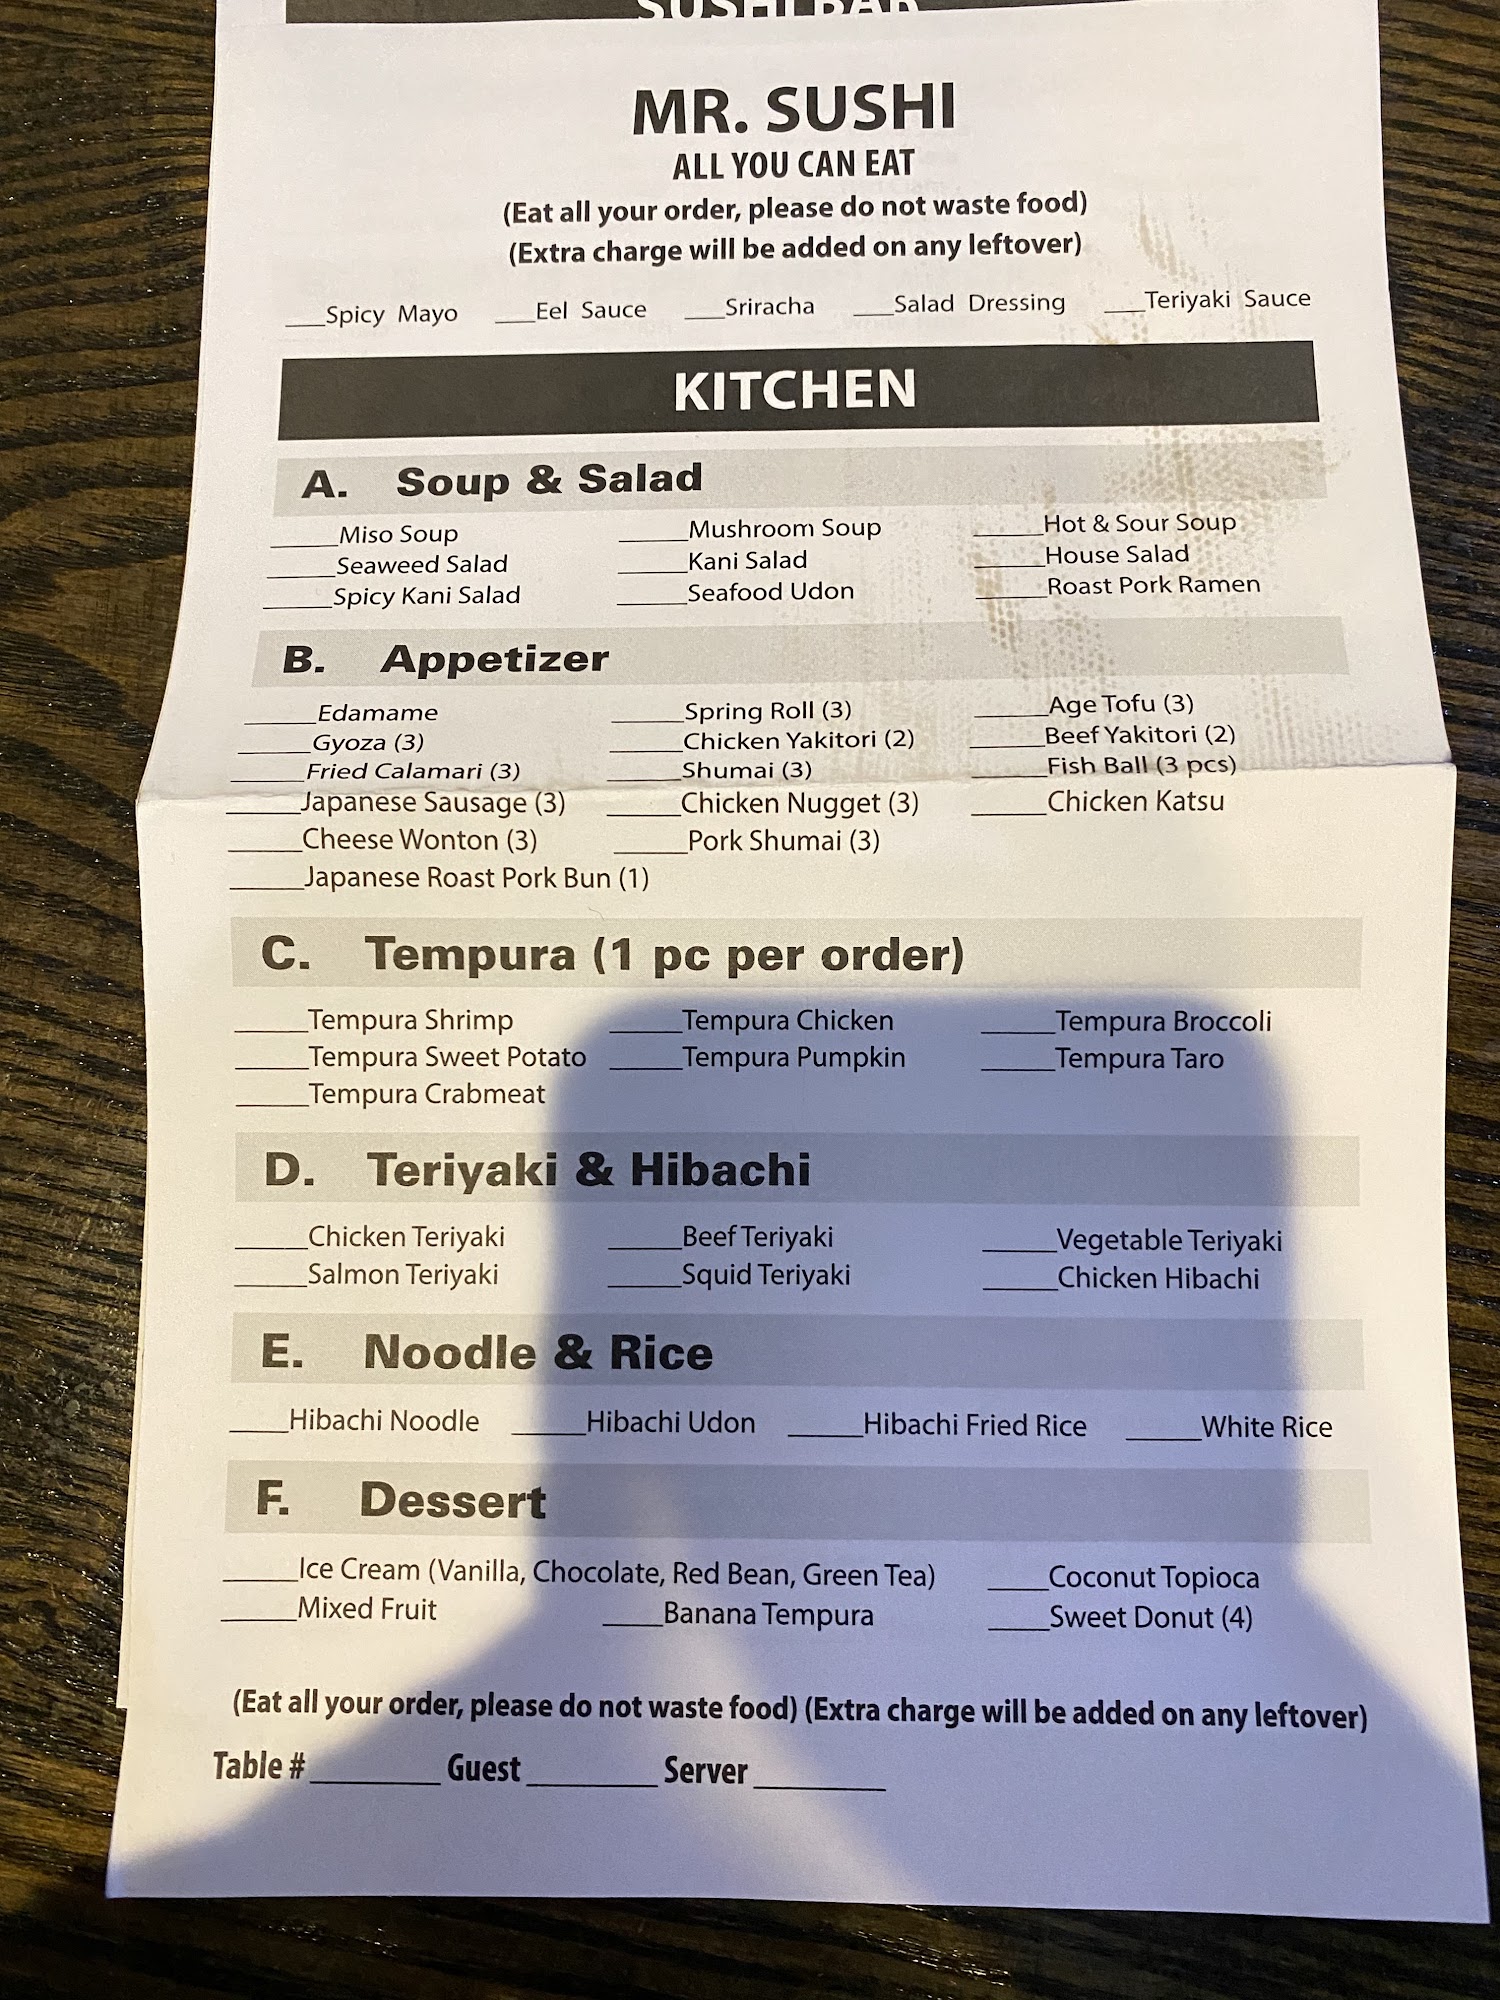 SUSHI BAR
MR. SUSHI
ALL YOU CAN EAT
(Eat all your order, please do not waste food)
(Extra charge will be added on any leftover)
___Spicy Mayo ___Eel Sauce ___Sriracha ___Salad Dressing ___Teriyaki Sauce
KITCHEN
A. Soup & Salad
_____Miso Soup _____Mushroom Soup _____Hot & Sour Soup
_____Seaweed Salad _____Kani Salad _____House Salad
_____Spicy Kani Salad _____Seafood Udon _____Roast Pork Ramen
B. Appetizer
_____Edamame _____Spring Roll (3) _____Age Tofu (3)
_____Gyoza (3) _____Chicken Yakitori (2) _____Beef Yakitori (2)
_____Fried Calamari (3) _____Shumai (3) _____Fish Ball (3 pcs)
_____Japanese Sausage (3) _____Chicken Nugget (3) _____Chicken Katsu
_____Cheese Wonton (3) _____Pork Shumai (3)
_____Japanese Roast Pork Bun (1)
C. Tempura (1 pc per order)
_____Tempura Shrimp _____Tempura Chicken _____Tempura Broccoli
_____Tempura Sweet Potato _____Tempura Pumpkin _____Tempura Taro
_____Tempura Crabmeat
D. Teriyaki & Hibachi
_____Chicken Teriyaki _____Beef Teriyaki _____Vegetable Teriyaki
_____Salmon Teriyaki _____Squid Teriyaki _____Chicken Hibachi
E. Noodle & Rice
____Hibachi Noodle _____Hibachi Udon _____Hibachi Fried Rice _____White Rice
F. Dessert
_____Ice Cream (Vanilla, Chocolate, Red Bean, Green Tea) ____Coconut Topioca
_____Mixed Fruit ____Banana Tempura ____Sweet Donut (4)
(Eat all your order, please do not waste food) (Extra charge will be added on any leftover)
Table #_________ Guest_________ Server_________